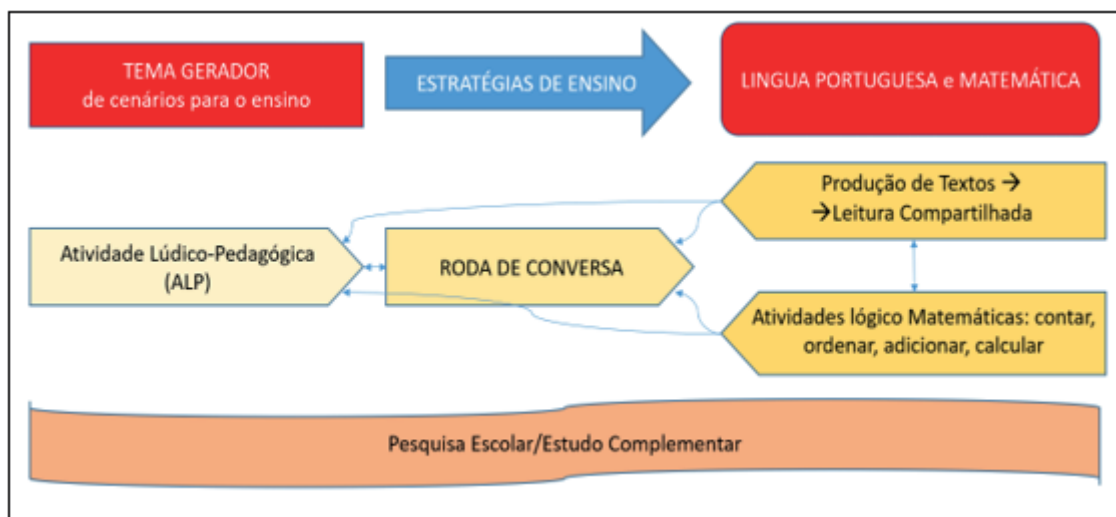 TEMA GERADOR
de cenários para o ensino
ESTRATÉGIAS DE ENSINO
LINGUA PORTUGUESA e MATEMÁTICA
Produção de Textos →
→Leitura Compartilhada
Atividade Lúdico-Pedagógica
(ALP)
RODA DE CONVERSA
Atividades lógico Matemáticas: contar,
ordenar, adicionar, calcular
Pesquisa Escolar/Estudo Complementar